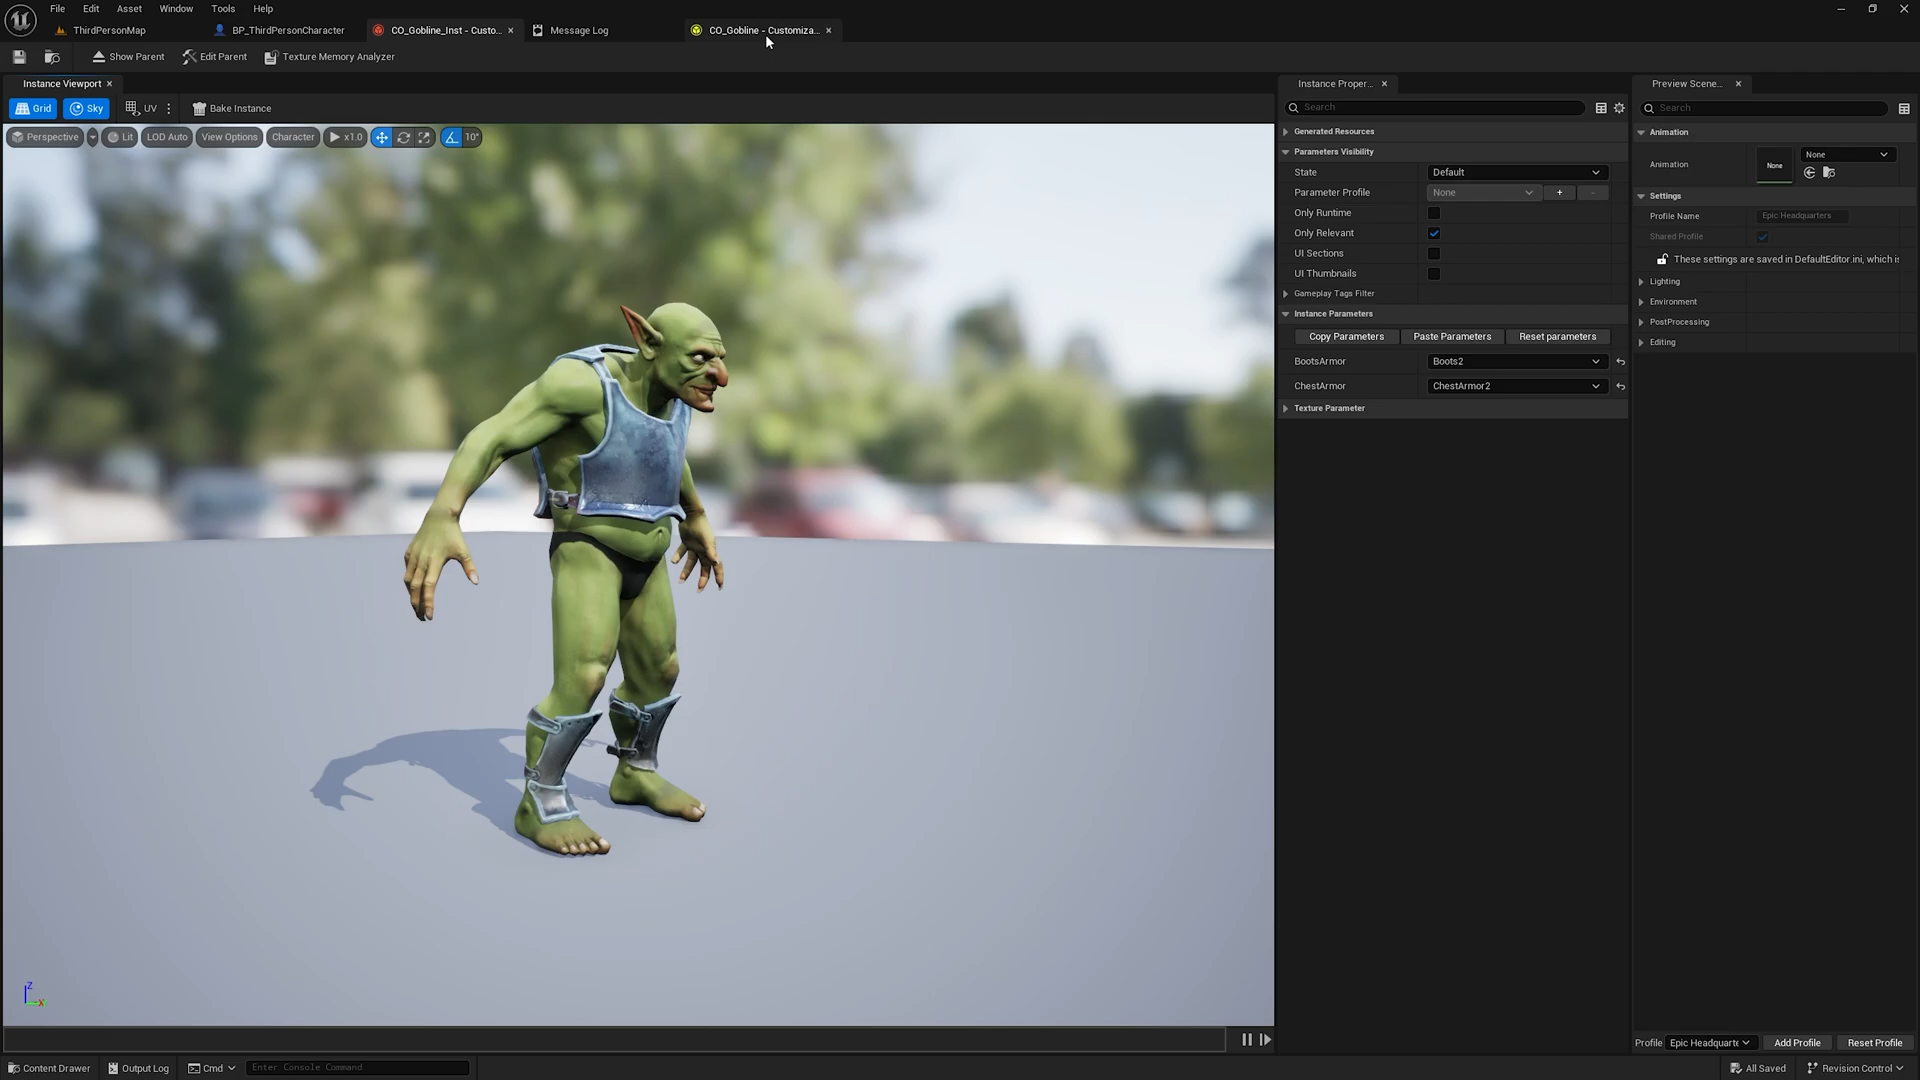 File Edit Asset Window Tools Help
ThirdPersonMap BP_ThirdPersonCharacter CO_Gobline_Inst - Custo... Message Log CO_Gobline - Customiza...
Show Parent Edit Parent Texture Memory Analyzer
Instance Viewport Instance Proper... Preview Scene...
Grid Sky UV Bake Instance Search Search
Perspective Lit LOD Auto View Options Character x1.0 10°
Generated Resources
Parameters Visibility
State Default
Parameter Profile None + -
Only Runtime
Only Relevant
UI Sections
UI Thumbnails
Gameplay Tags Filter
Instance Parameters
Copy Parameters Paste Parameters Reset parameters
BootsArmor Boots2
ChestArmor ChestArmor2
Texture Parameter
Animation
Animation None None
Settings
Profile Name Epic Headquarters
Shared Profile
These settings are saved in DefaultEditor.ini, which is
Lighting
Environment
PostProcessing
Editing
Z
X
Profile Epic Headquarte Add Profile Reset Profile
Content Drawer Output Log Cmd Enter Console Command All Saved Revision Control